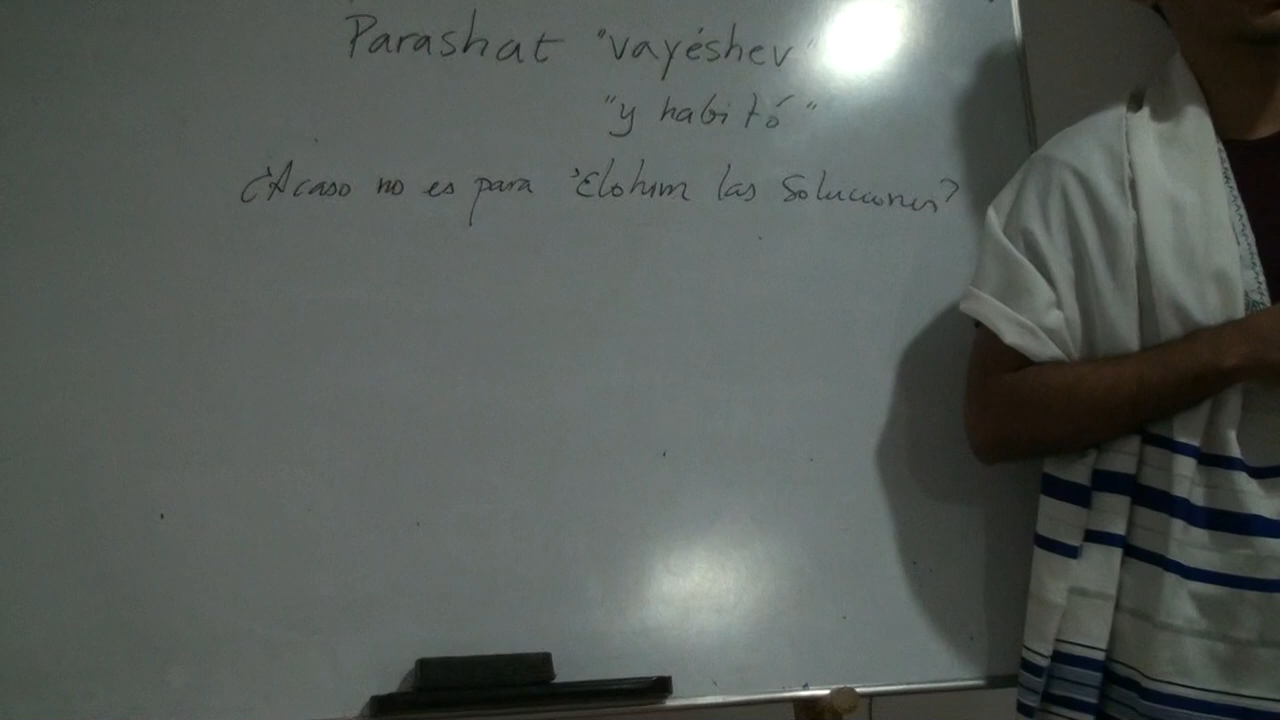 Parashat "vayéshev"
"y habitó"
¿Acaso no es para 'Elohim las Soluciones?